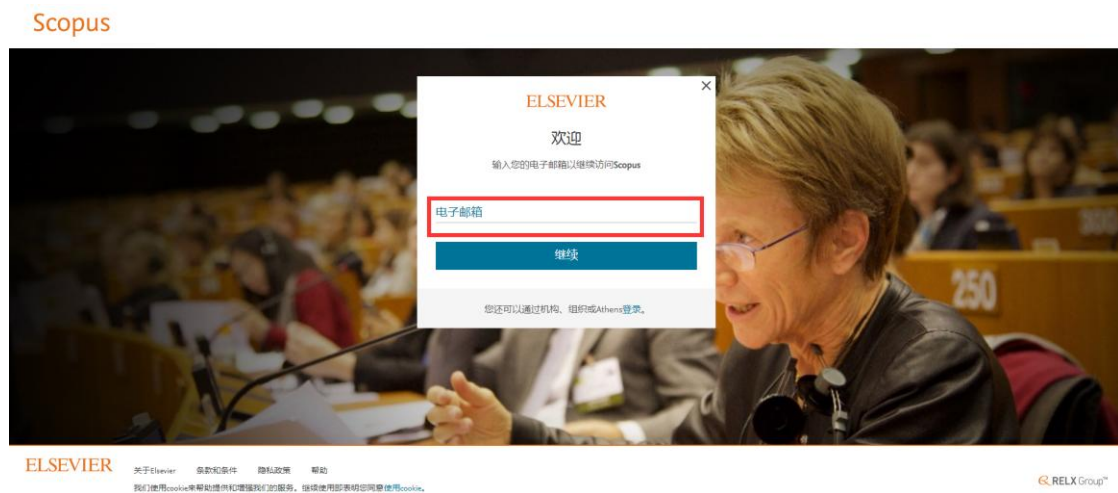 Scopus
×
ELSEVIER
欢迎
输入您的电子邮箱以继续访问Scopus
电子邮箱
继续
您还可以通过机构、组织或Athens登录。
250
ELSEVIER
关于Elsevier 条款和条件 隐私政策 帮助
我们使用cookie来帮助提供和增强我们的服务。继续使用即表明您同意使用cookie。
RELX Group™